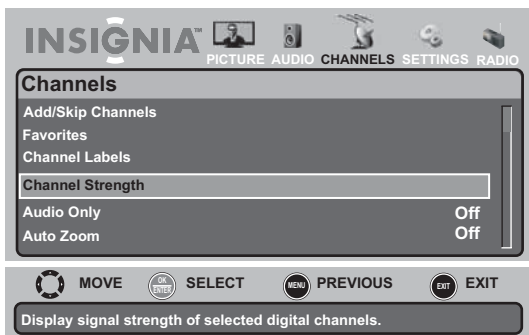 INSIGNIA™
PICTURE AUDIO CHANNELS SETTINGS RADIO
Channels
Add/Skip Channels
Favorites
Channel Labels
Channel Strength
Audio Only Off
Auto Zoom Off
MOVE OK ENTER SELECT MENU PREVIOUS EXIT EXIT
Display signal strength of selected digital channels.